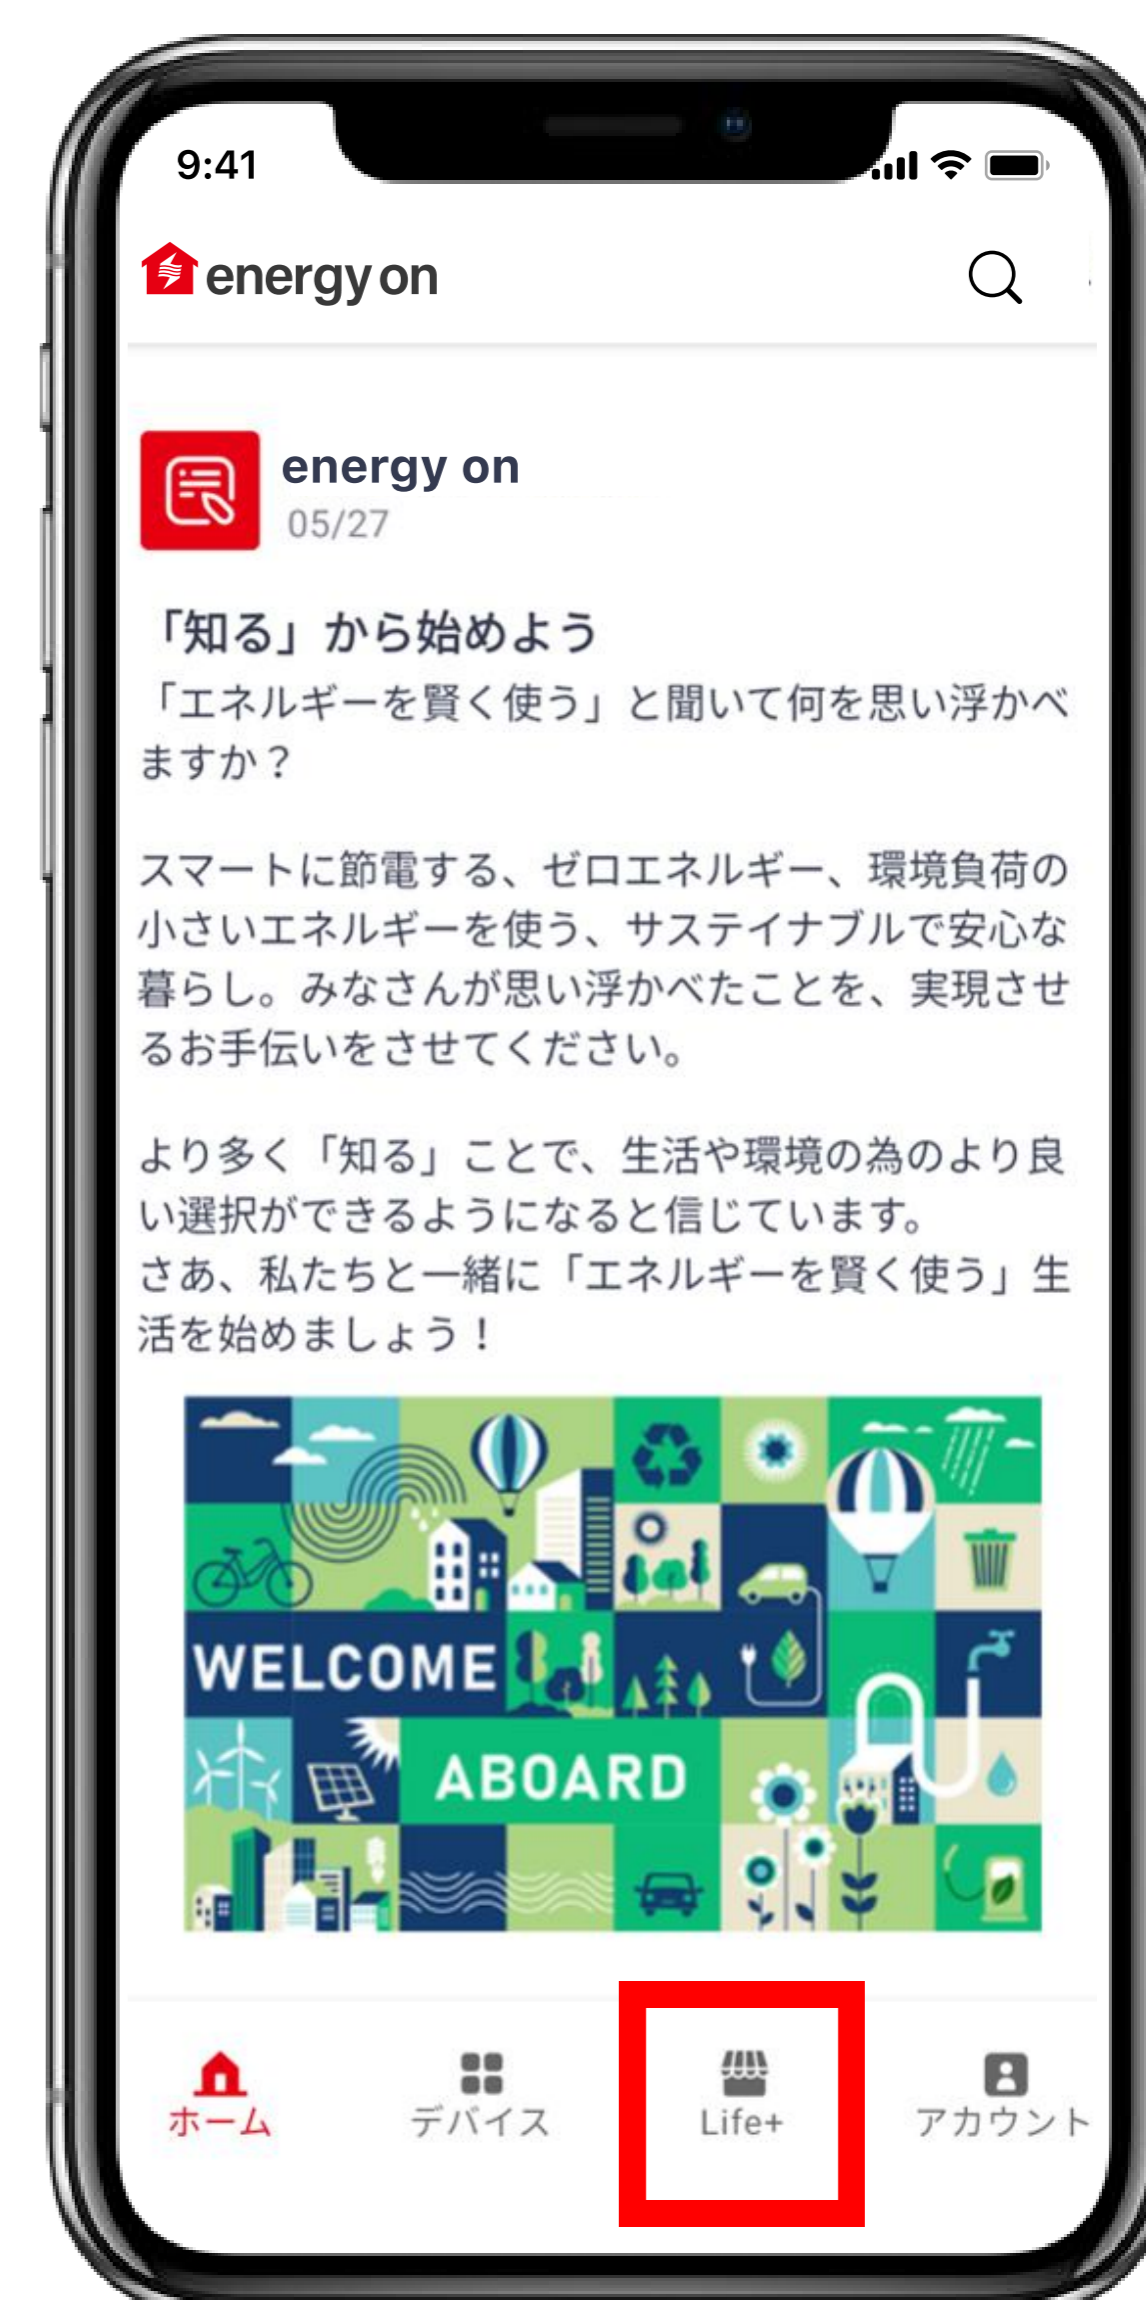 9:41
energy on
energy on
05/27
「知る」から始めよう
「エネルギーを賢く使う」と聞いて何を思い浮かべ
ますか？
スマートに節電する、ゼロエネルギー、環境負荷の
小さいエネルギーを使う、サステイナブルで安心な
暮らし。みなさんが思い浮かべたことを、実現させ
るお手伝いをさせてください。
より多く「知る」ことで、生活や環境の為のより良
い選択ができるようになると信じています。
さあ、私たちと一緒に「エネルギーを賢く使う」生
活を始めましょう！
WELCOME
ABOARD
ホーム
デバイス
Life+
アカウント